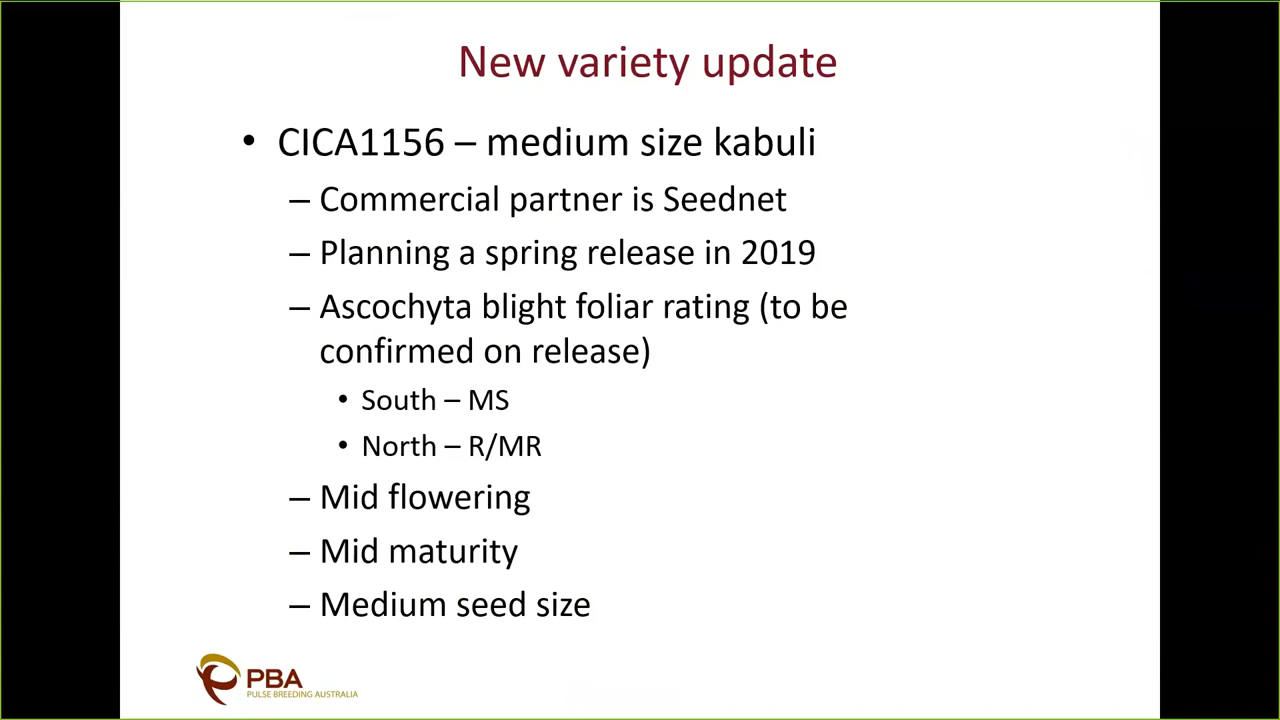 New variety update
• CICA1156 – medium size kabuli
– Commercial partner is Seednet
– Planning a spring release in 2019
– Ascochyta blight foliar rating (to be
confirmed on release)
• South – MS
• North – R/MR
– Mid flowering
– Mid maturity
– Medium seed size
PBA
PULSE BREEDING AUSTRALIA